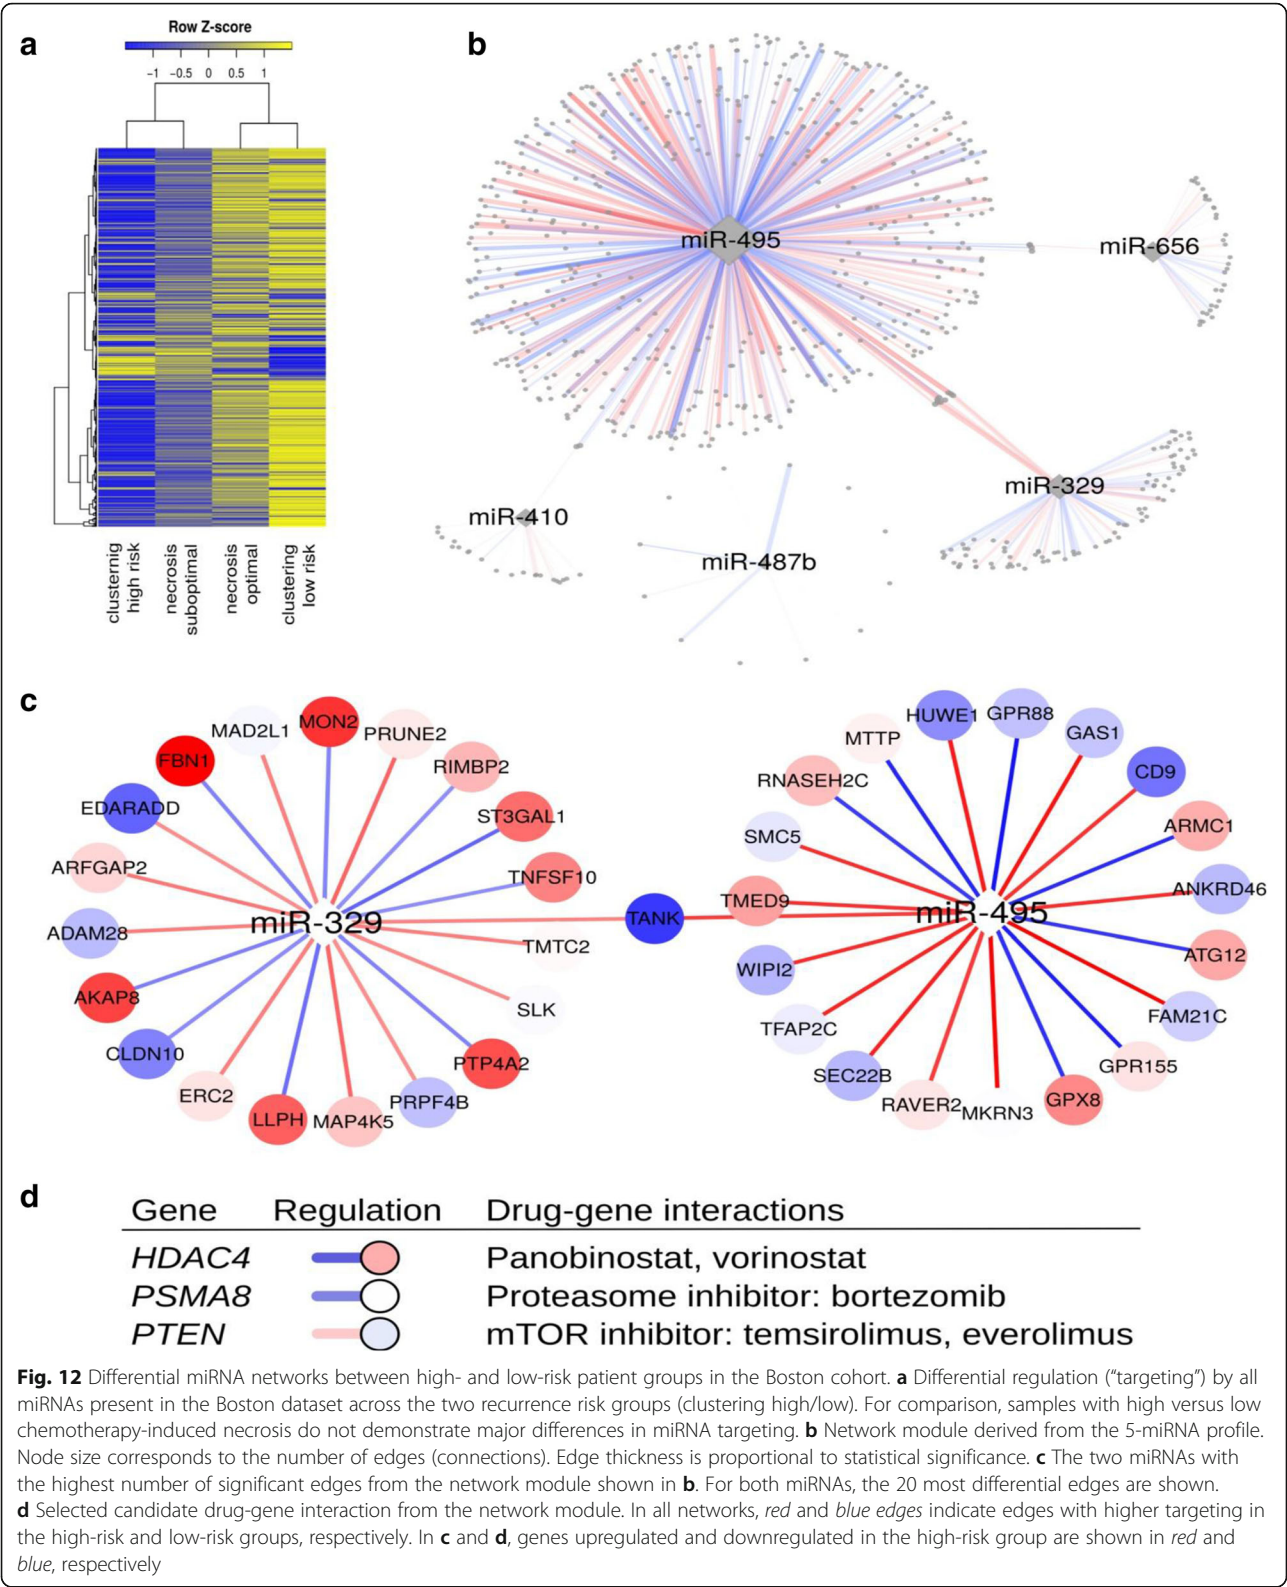 a
Row Z-score
−1 −0.5 0 0.5 1
clusternig
high risk
necrosis
suboptimal
necrosis
optimal
clustering
low risk
b
miR-495
miR-656
miR-329
miR-410
miR-487b
c
MAD2L1
MON2
PRUNE2
FBN1
RIMBP2
EDARADD
ST3GAL1
ARFGAP2
TNFSF10
miR-329
ADAM28
TMTC2
AKAP8
SLK
CLDN10
PTP4A2
ERC2
PRPF4B
LLPH
MAP4K5
TANK
HUWE1
GPR88
MTTP
GAS1
RNASEH2C
CD9
SMC5
ARMC1
TMED9
ANKRD46
miR-495
WIPI2
ATG12
TFAP2C
FAM21C
SEC22B
GPR155
RAVER2
MKRN3
GPX8
d
Gene Regulation Drug-gene interactions
HDAC4 Panobinostat, vorinostat
PSMA8 Proteasome inhibitor: bortezomib
PTEN mTOR inhibitor: temsirolimus, everolimus
Fig. 12 Differential miRNA networks between high- and low-risk patient groups in the Boston cohort. a Differential regulation (“targeting”) by all
miRNAs present in the Boston dataset across the two recurrence risk groups (clustering high/low). For comparison, samples with high versus low
chemotherapy-induced necrosis do not demonstrate major differences in miRNA targeting. b Network module derived from the 5-miRNA profile.
Node size corresponds to the number of edges (connections). Edge thickness is proportional to statistical significance. c The two miRNAs with
the highest number of significant edges from the network module shown in b. For both miRNAs, the 20 most differential edges are shown.
d Selected candidate drug-gene interaction from the network module. In all networks, red and blue edges indicate edges with higher targeting in
the high-risk and low-risk groups, respectively. In c and d, genes upregulated and downregulated in the high-risk group are shown in red and
blue, respectively